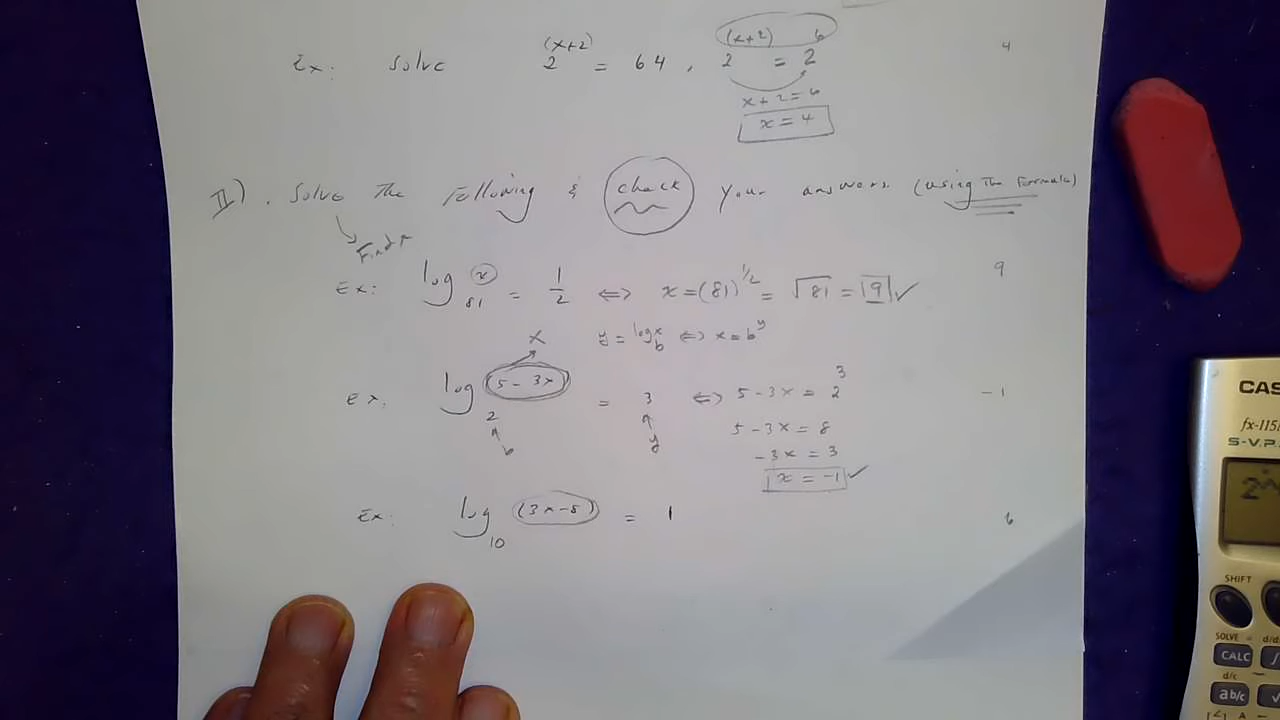 Ex: Solve 2^(x+2) = 64 , 2^(x+2) = 2^6 4
x + 2 = 6
x = 4
II) . Solve The Following & check Your answers. (using The Formula)
Find x
Ex: log_81 x = 1/2 ⇔ x = (81)^1/2 = √81 = 9 ✓ 9
x y = log_b x ⇔ x = b^y
Ex. log_2 (5 - 3x) = 3 ⇔ 5 - 3x = 2^3 -1
b y 5 - 3x = 8
-3x = 3
x = -1 ✓
Ex: log_10 (3x-5) = 1 6
CAS
fx-115
S-V.P.
2^
SHIFT
SOLVE = d/d
CALC
d/c
ab/c